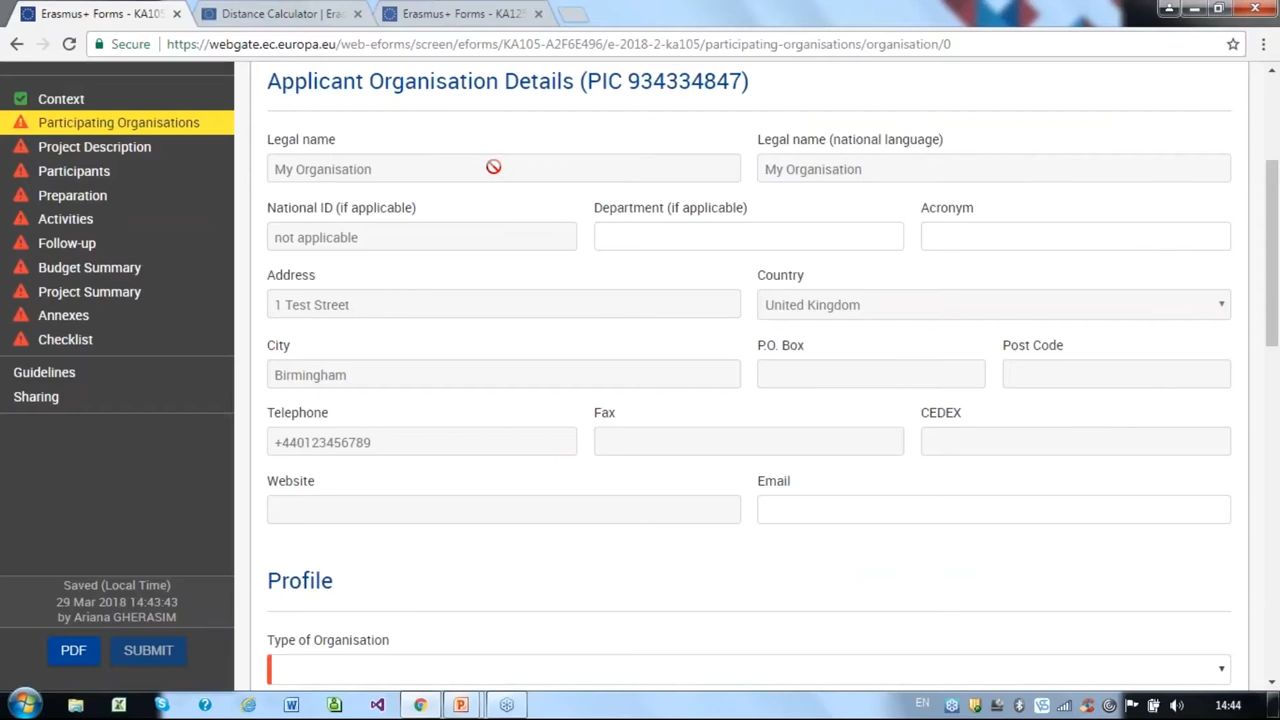 Erasmus+ Forms - KA105
Distance Calculator | Era
Erasmus+ Forms - KA12
Secure
https://webgate.ec.europa.eu/web-eforms/screen/eforms/KA105-A2F6E496/e-2018-2-ka105/participating-organisations/organisation/0
Context
Participating Organisations
Project Description
Participants
Preparation
Activities
Follow-up
Budget Summary
Project Summary
Annexes
Checklist
Guidelines
Sharing
Saved (Local Time)
29 Mar 2018 14:43:43
by Ariana GHERASIM
PDF
SUBMIT
Applicant Organisation Details (PIC 934334847)
Legal name
Legal name (national language)
My Organisation
My Organisation
National ID (if applicable)
Department (if applicable)
Acronym
not applicable
Address
Country
1 Test Street
United Kingdom
City
P.O. Box
Post Code
Birmingham
Telephone
Fax
CEDEX
+440123456789
Website
Email
Profile
Type of Organisation
EN
14:44